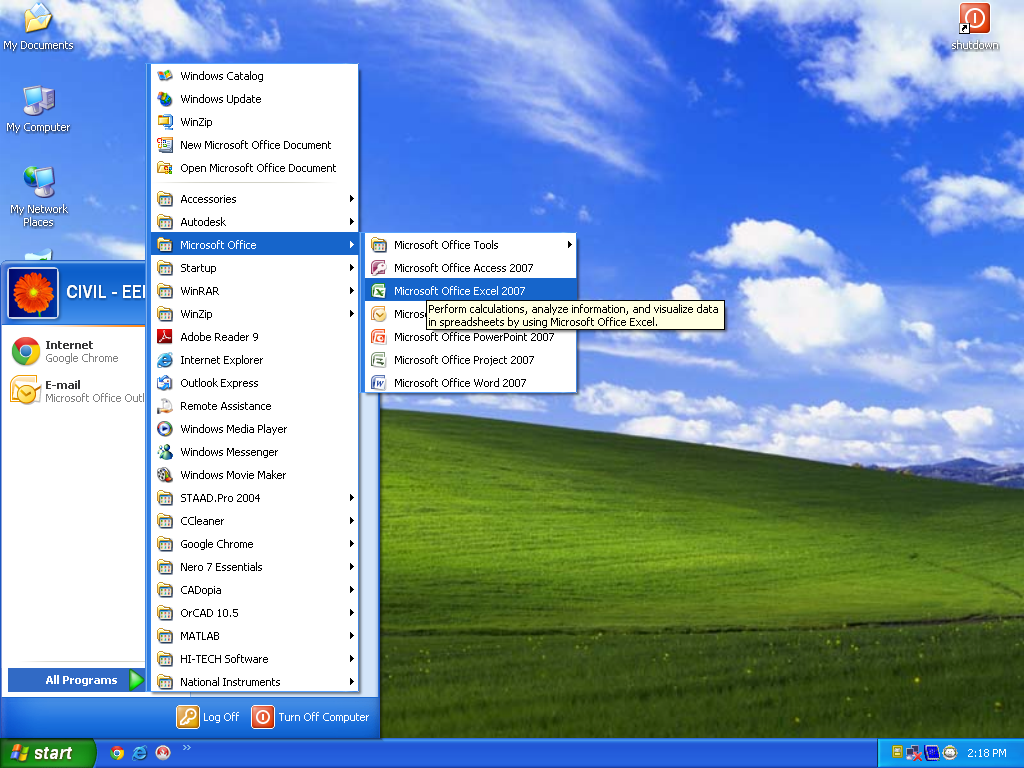 My Documents
shutdown
My Computer
My Network
Places
CIVIL - EEI
Internet
Google Chrome
E-mail
Microsoft Office Outl
All Programs
Log Off
Turn Off Computer
Windows Catalog
Windows Update
WinZip
New Microsoft Office Document
Open Microsoft Office Document
Accessories
Autodesk
Microsoft Office
Startup
WinRAR
WinZip
Adobe Reader 9
Internet Explorer
Outlook Express
Remote Assistance
Windows Media Player
Windows Messenger
Windows Movie Maker
STAAD.Pro 2004
CCleaner
Google Chrome
Nero 7 Essentials
CADopia
OrCAD 10.5
MATLAB
HI-TECH Software
National Instruments
Microsoft Office Tools
Microsoft Office Access 2007
Microsoft Office Excel 2007
Perform calculations, analyze information, and visualize data
in spreadsheets by using Microsoft Office Excel.
Microsoft Office PowerPoint 2007
Microsoft Office Project 2007
Microsoft Office Word 2007
start
2:18 PM